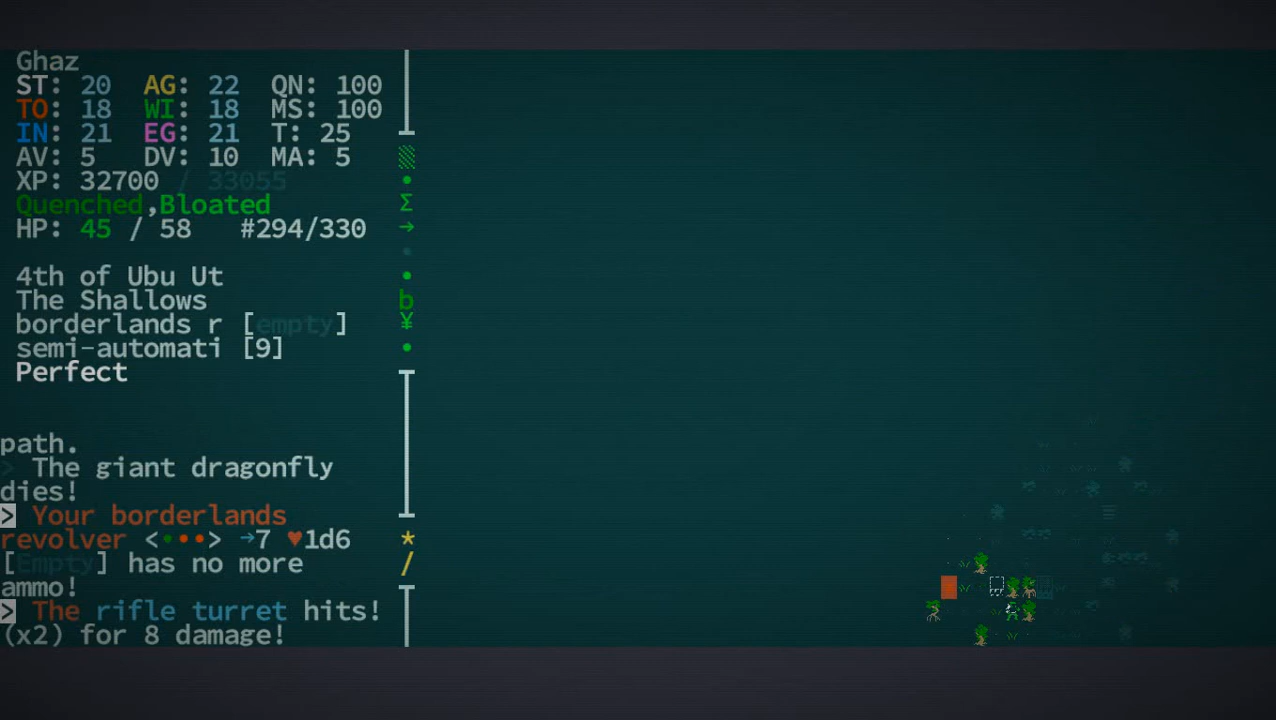 Ghaz
ST: 20 AG: 22 QN: 100
TO: 18 WI: 18 MS: 100
IN: 21 EG: 21 T: 25
AV: 5 DV: 10 MA: 5
XP: 32700 / 33055
Quenched,Bloated
HP: 45 / 58 #294/330
4th of Ubu Ut
The Shallows
borderlands r [empty]
semi-automati [9]
Perfect
path.
> The giant dragonfly
dies!
> Your borderlands
revolver <•••> →7 ♥1d6
[Empty] has no more
ammo!
> The rifle turret hits!
(x2) for 8 damage!
Σ
→
b
¥
*
/